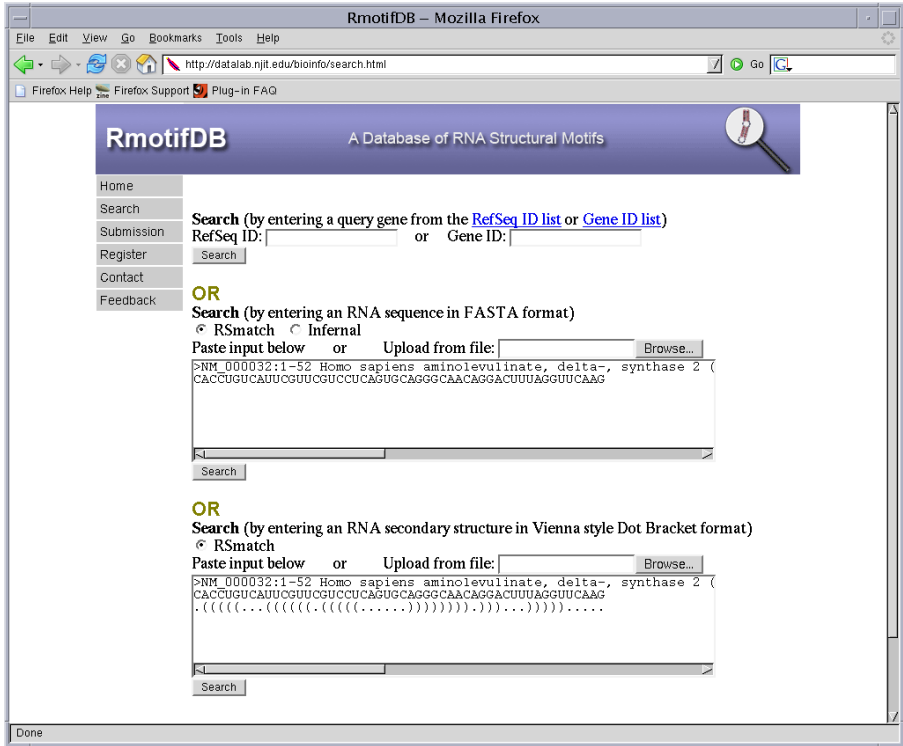 RmotifDB – Mozilla Firefox
File Edit View Go Bookmarks Tools Help
http://datalab.njit.edu/bioinfo/search.html Go G
Firefox Help zine Firefox Support Plug-in FAQ
RmotifDB A Database of RNA Structural Motifs
Home
Search
Submission
Register
Contact
Feedback
Search (by entering a query gene from the RefSeq ID list or Gene ID list)
RefSeq ID: or Gene ID:
Search
OR
Search (by entering an RNA sequence in FASTA format)
RSmatch Infernal
Paste input below or Upload from file: Browse...
>NM_000032:1-52 Homo sapiens aminolevulinate, delta-, synthase 2 (
CACCUGUCAUUCGUUCGUCCUCAGUGCAGGGCAACAGGACUUUAGGUUCAAG
Search
OR
Search (by entering an RNA secondary structure in Vienna style Dot Bracket format)
RSmatch
Paste input below or Upload from file: Browse...
>NM_000032:1-52 Homo sapiens aminolevulinate, delta-, synthase 2 (
CACCUGUCAUUCGUUCGUCCUCAGUGCAGGGCAACAGGACUUUAGGUUCAAG
.(((((...((((((.(((((......)))))))).)))...))))).....
Search
Done